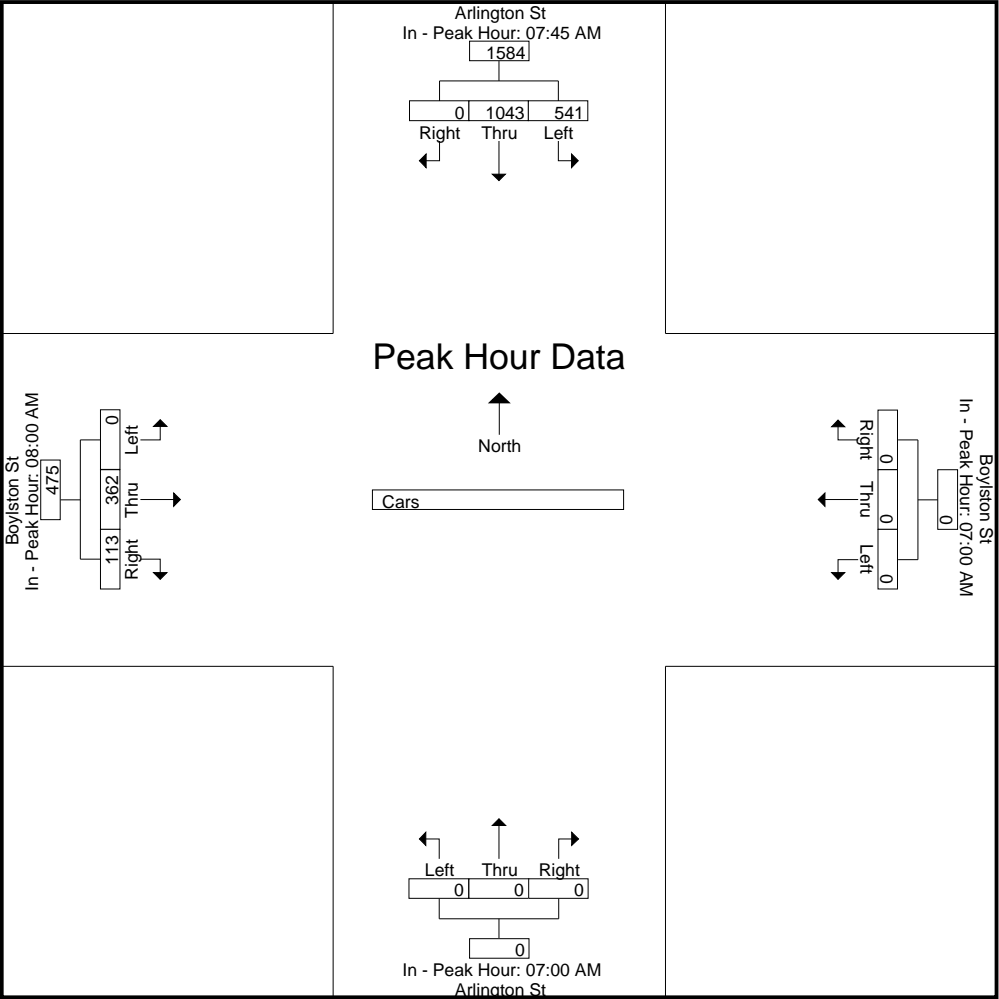 Arlington St
In - Peak Hour: 07:45 AM
1584
0 1043 541
Right Thru Left
Peak Hour Data
North
Cars
Boylston St
In - Peak Hour: 08:00 AM
475
0 362 113
Left Thru Right
Boylston St
In - Peak Hour: 07:00 AM
0
0 0 0
Right Thru Left
Left Thru Right
0 0 0
0
In - Peak Hour: 07:00 AM
Arlington St